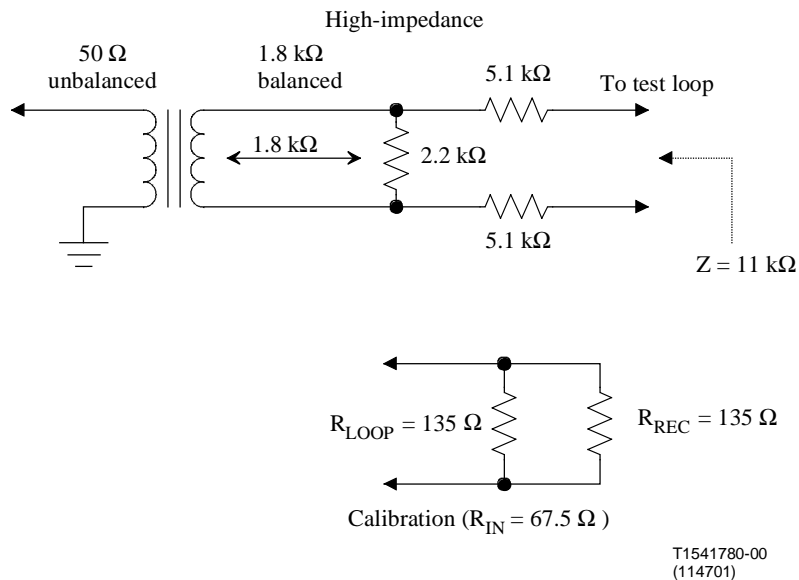 High-impedance
50 Ω
unbalanced
1.8 kΩ
balanced
5.1 kΩ
To test loop
1.8 kΩ
2.2 kΩ
5.1 kΩ
Z = 11 kΩ
R_LOOP = 135 Ω
R_REC = 135 Ω
Calibration (R_IN = 67.5 Ω )
T1541780-00
(114701)